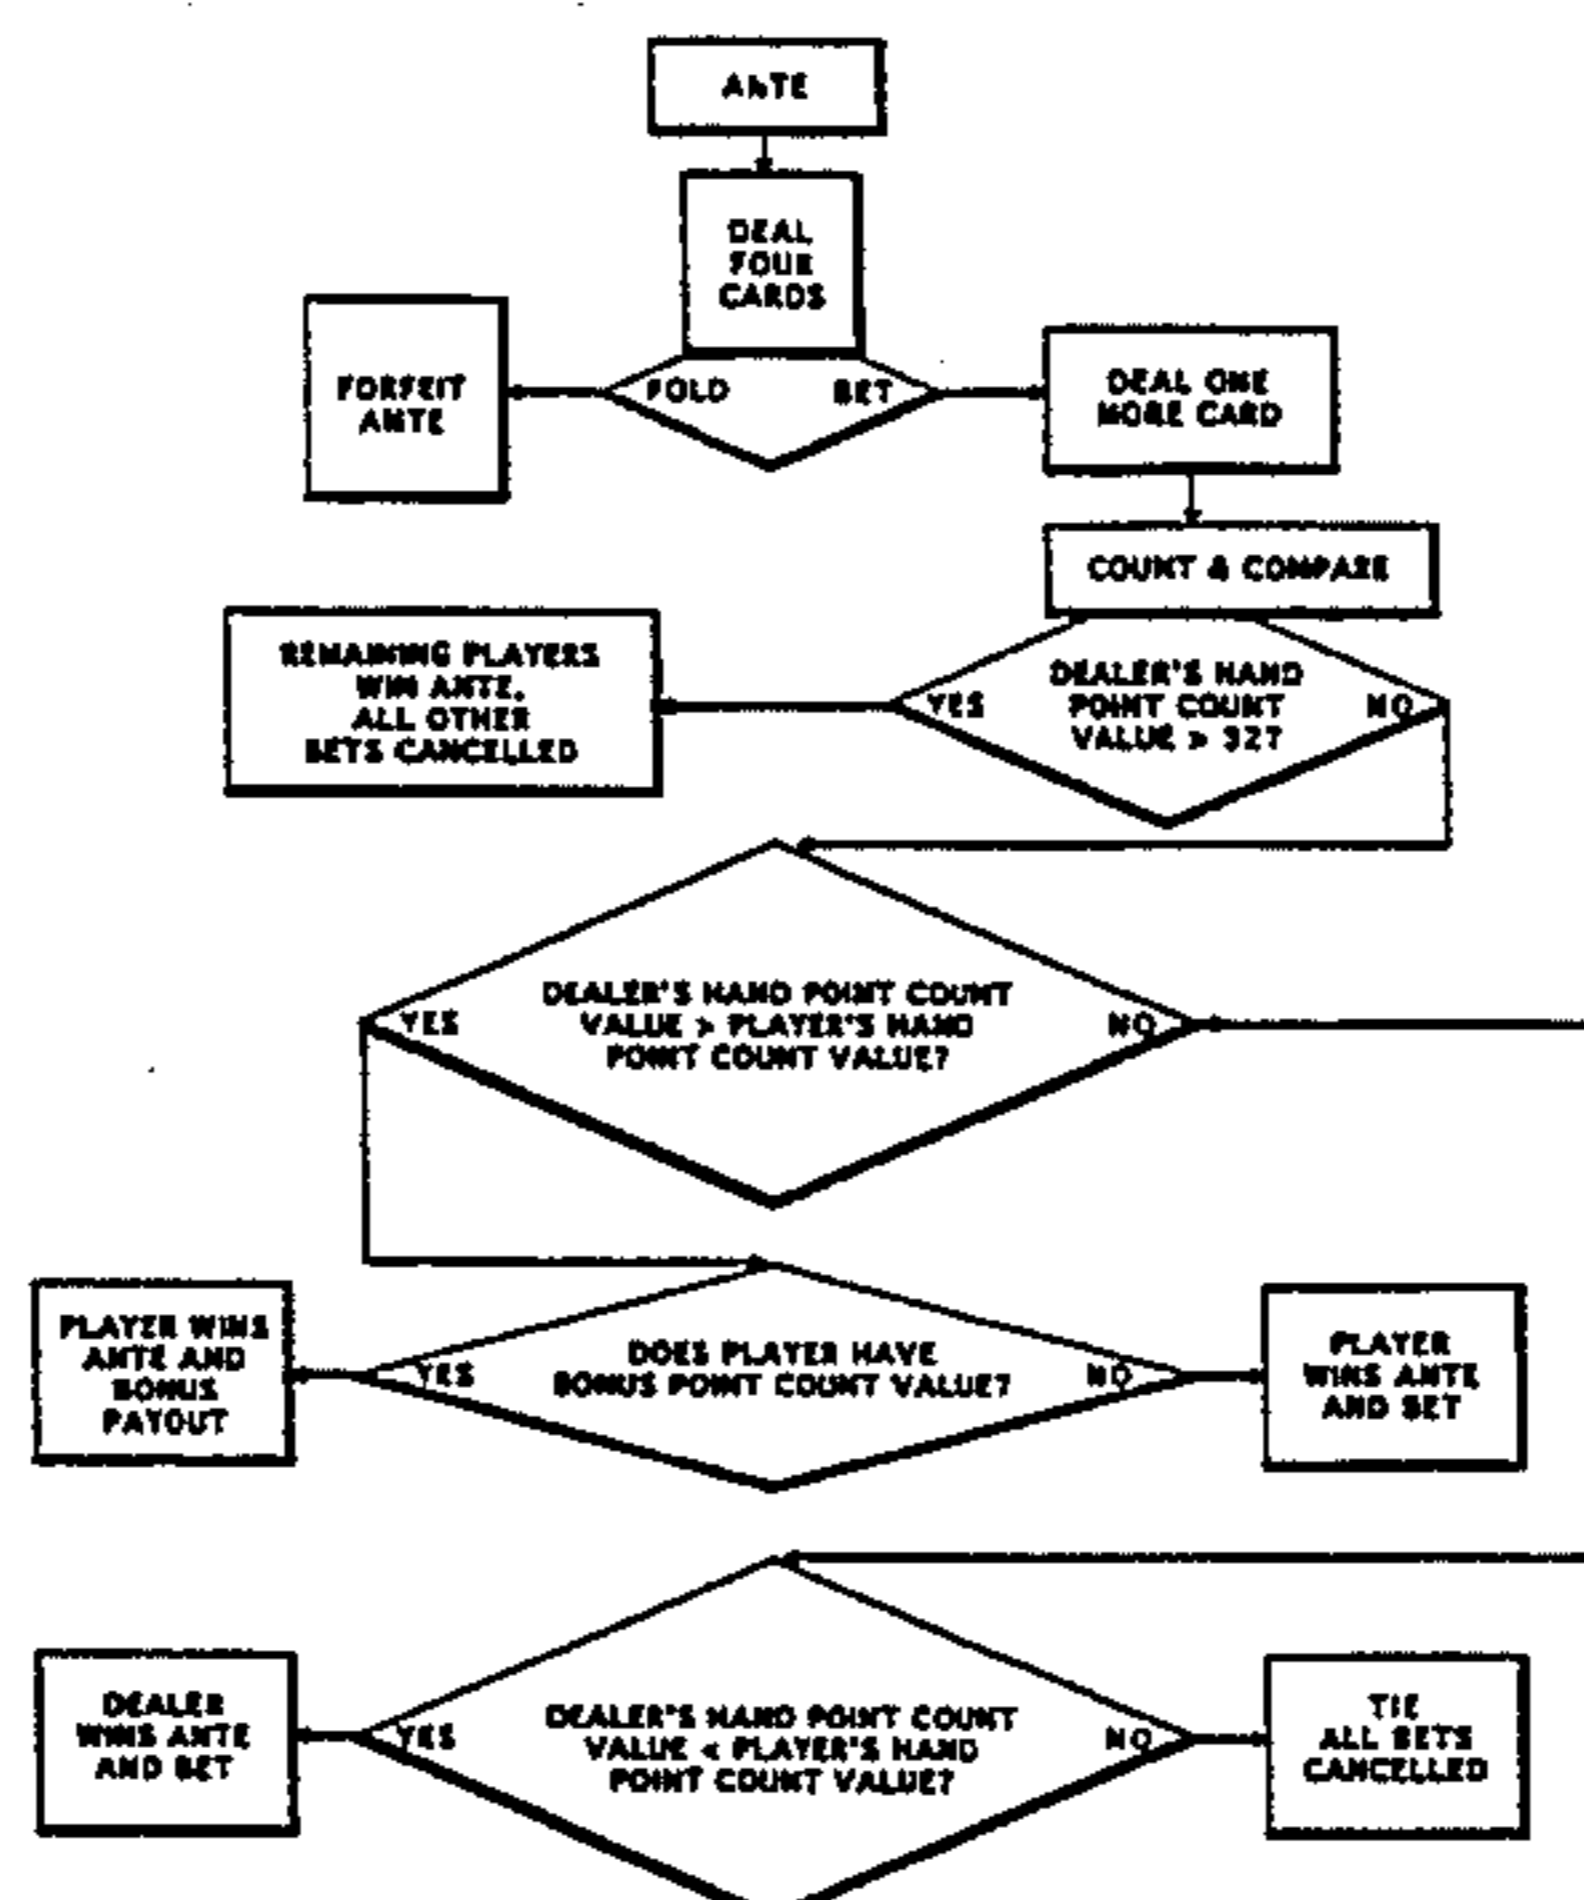 ANTE
DEAL
FOUR
CARDS
FORFEIT
ANTE
FOLD
BET
DEAL ONE
MORE CARD
COUNT & COMPARE
REMAINING PLAYERS
WIN ANTE.
ALL OTHER
BETS CANCELLED
YES
DEALER'S HAND
POINT COUNT
VALUE > 32?
NO
YES
DEALER'S HAND POINT COUNT
VALUE > PLAYER'S HAND
POINT COUNT VALUE?
NO
PLAYER WINS
ANTE AND
BONUS
PAYOUT
YES
DOES PLAYER HAVE
BONUS POINT COUNT VALUE?
NO
PLAYER
WINS ANTE
AND BET
DEALER
WINS ANTE
AND BET
YES
DEALER'S HAND POINT COUNT
VALUE < PLAYER'S HAND
POINT COUNT VALUE?
NO
TIE
ALL BETS
CANCELLED